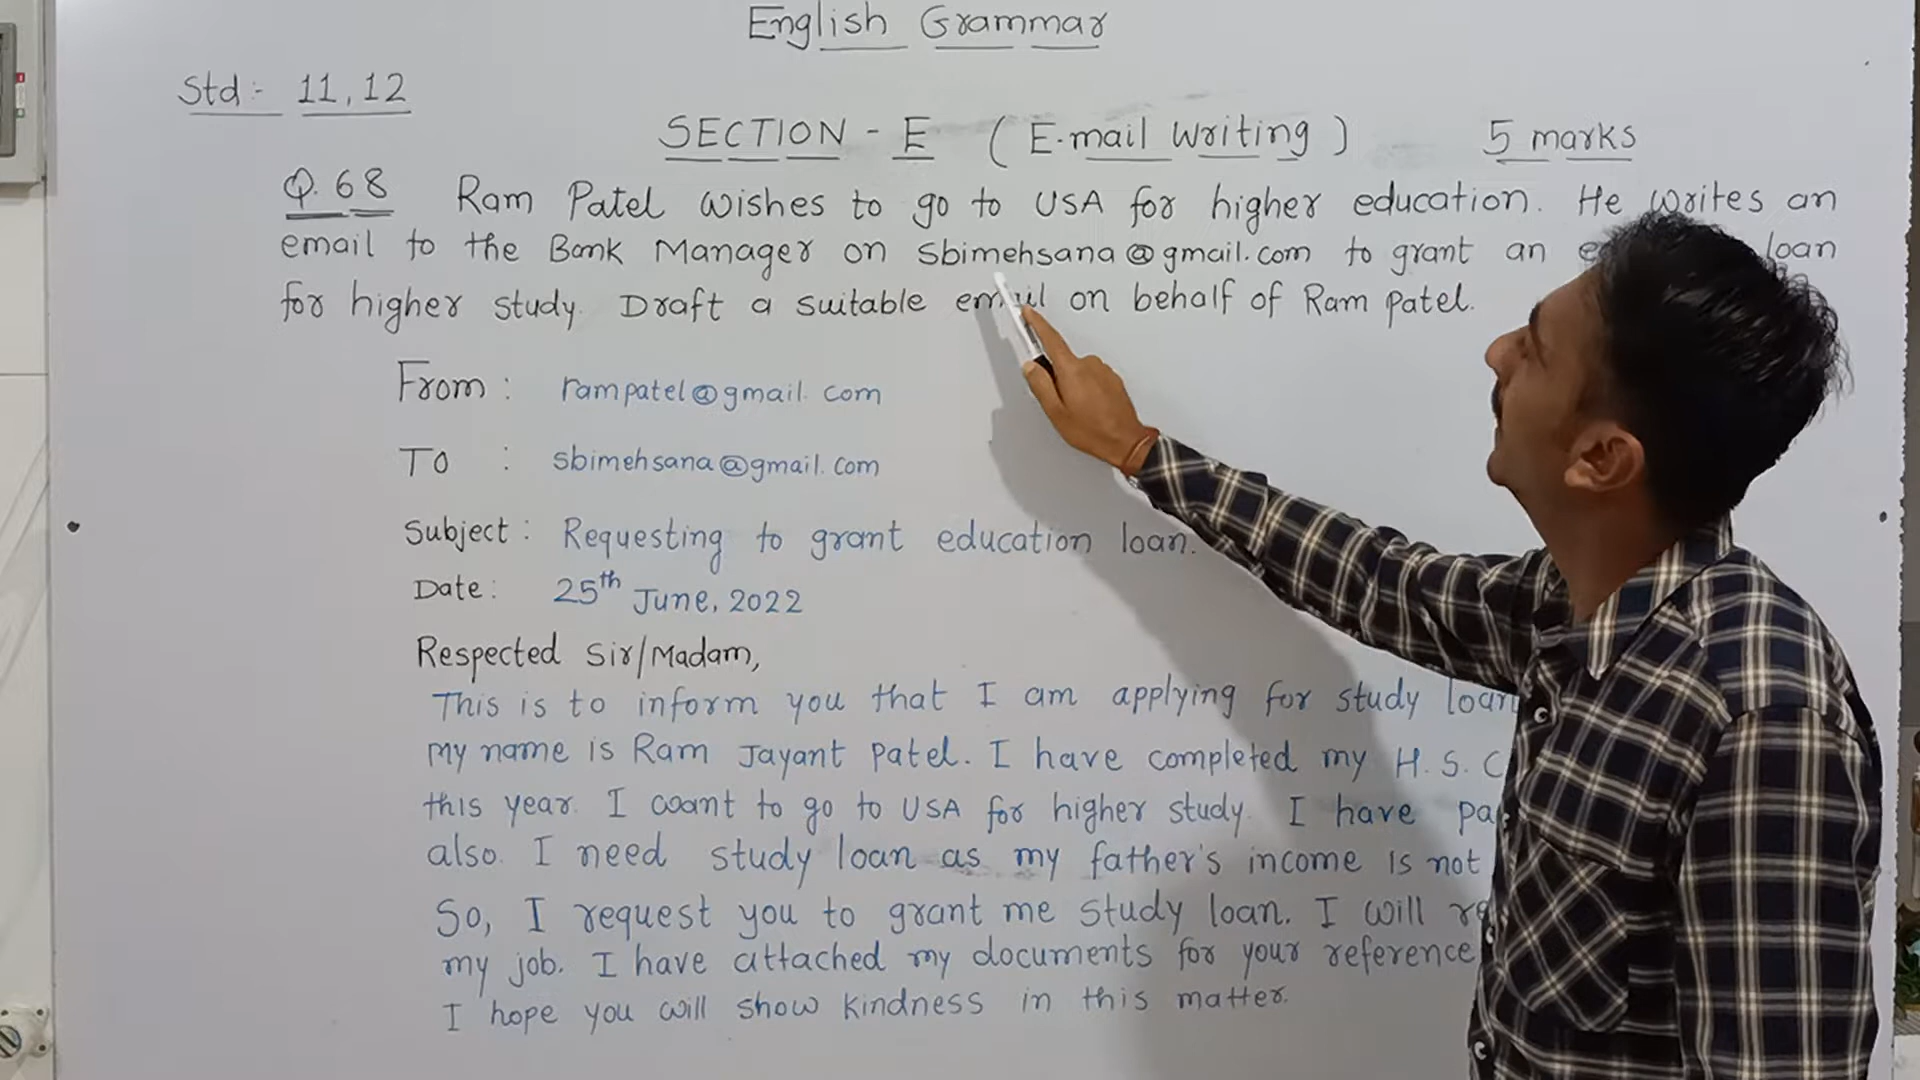 English Grammar
Std:- 11, 12
SECTION - E ( E-mail Writing ) 5 marks
Q. 68 Ram Patel wishes to go to USA for higher education. He writes an
email to the Bank Manager on sbimehsana@gmail.com to grant an loan
for higher study. Draft a suitable email on behalf of Ram Patel.
From : rampatel@gmail.com
To : sbimehsana@gmail.com
Subject : Requesting to grant education loan.
Date : 25th June, 2022
Respected Sir/Madam,
This is to inform you that I am applying for study loan
My name is Ram Jayant Patel. I have completed my H. S. C
this year. I want to go to USA for higher study. I have
also. I need study loan as my father's income is not
So, I request you to grant me study loan. I will
my job. I have attached my documents for your reference
I hope you will show kindness in this matter.